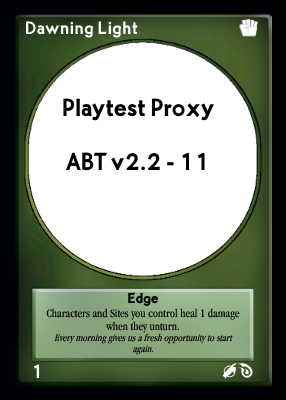 Dawning Light
Playtest Proxy
ABT v2.2 - 11
Edge
Characters and Sites you control heal 1 damage
when they unturn.
Every morning gives us a fresh opportunity to start
again.
1